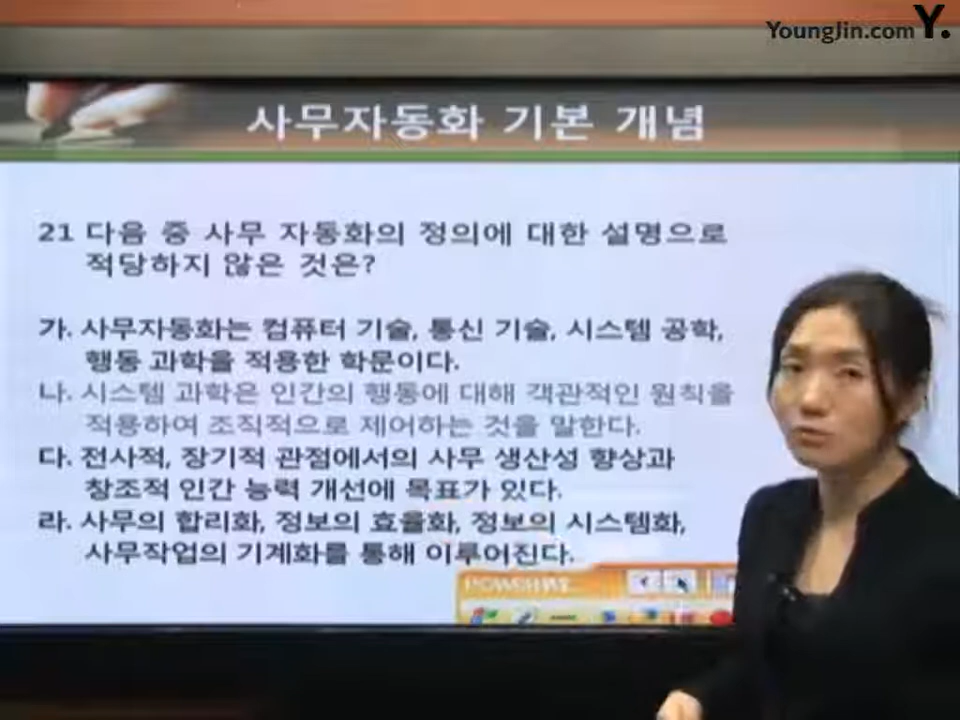 YoungJin.com Y.
사무자동화 기본 개념
21 다음 중 사무 자동화의 정의에 대한 설명으로
적당하지 않은 것은?
가. 사무자동화는 컴퓨터 기술, 통신 기술, 시스템 공학,
행동 과학을 적용한 학문이다.
나. 시스템 과학은 인간의 행동에 대해 객관적인 원칙을
적용하여 조직적으로 제어하는 것을 말한다.
다. 전사적, 장기적 관점에서의 사무 생산성 향상과
창조적 인간 능력 개선에 목표가 있다.
라. 사무의 합리화, 정보의 효율화, 정보의 시스템화,
사무작업의 기계화를 통해 이루어진다.